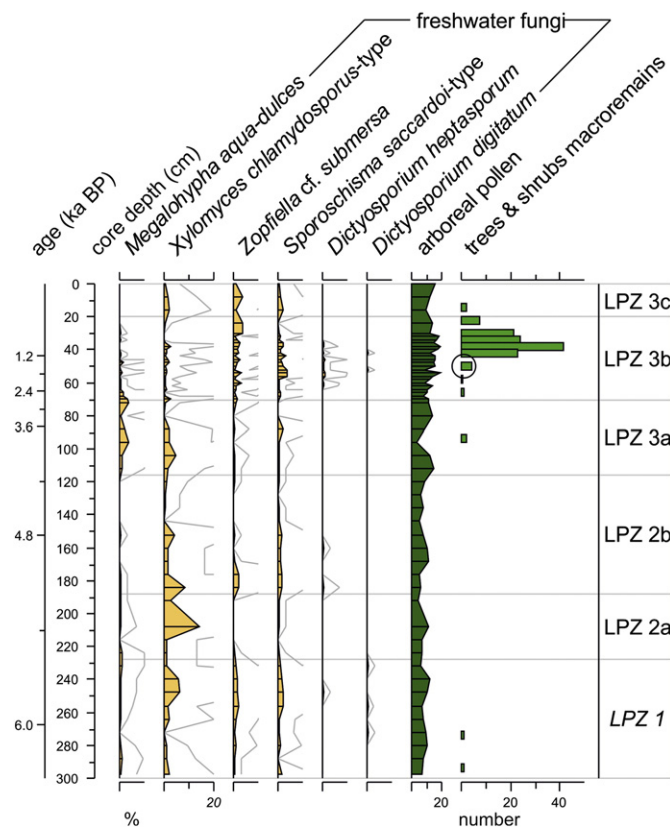 freshwater fungi
age (ka BP)
core depth (cm)
Megalohypha aqua-dulces
Xylomyces chlamydosporus-type
Zopfiella cf. submersa
Sporoschisma saccardoi-type
Dictyosporium heptasporum
Dictyosporium digitatum
arboreal pollen
trees & shrubs macroremains
0
20
40
60
80
100
120
140
160
180
200
220
240
260
280
300
1.2
2.4
3.6
4.8
6.0
LPZ 3c
LPZ 3b
LPZ 3a
LPZ 2b
LPZ 2a
LPZ 1
20
20
0
20
40
%
number